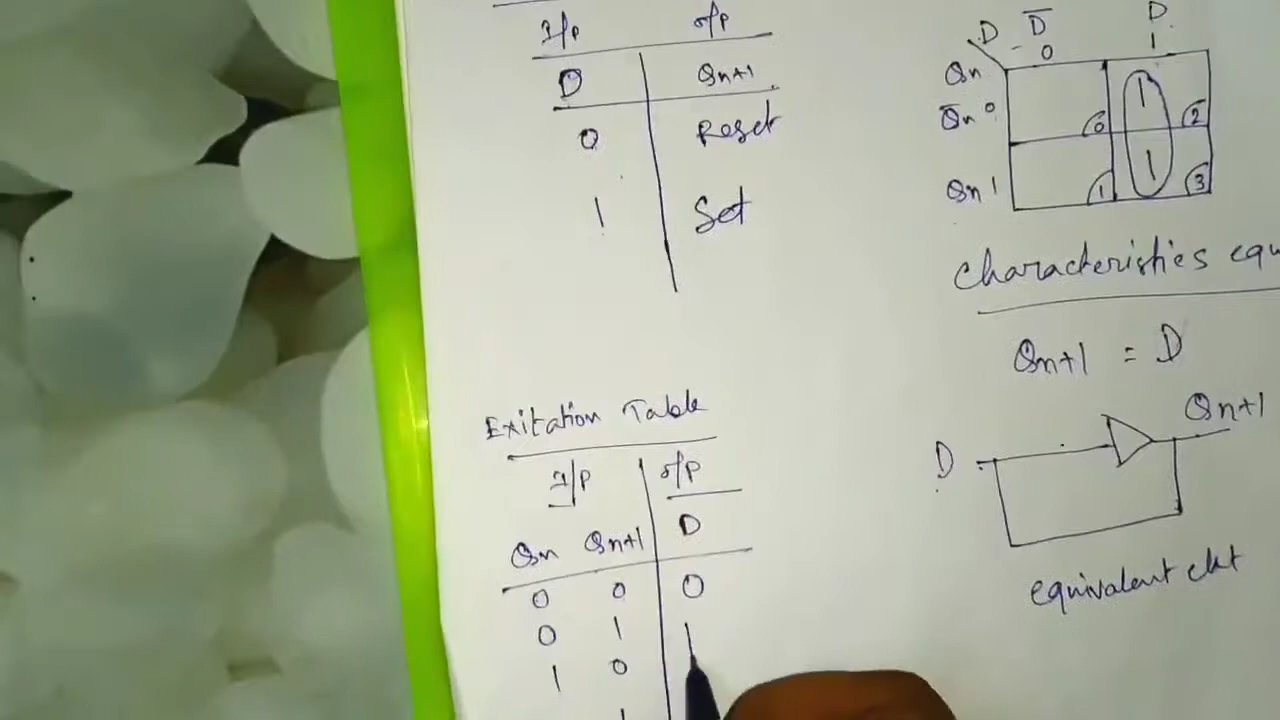 I/P O/P
D Qn+1
0 Reset
1 Set
Exitation Table
I/P O/P
Qn Qn+1 D
0 0 0
0 1 1
1 0
1
D D̅ D
0 1
Qn
Q̅n 0 1 0 2
Qn 1 1 1 3
Characteristics equ
Qn+1 = D
D Qn+1
equivalent ckt